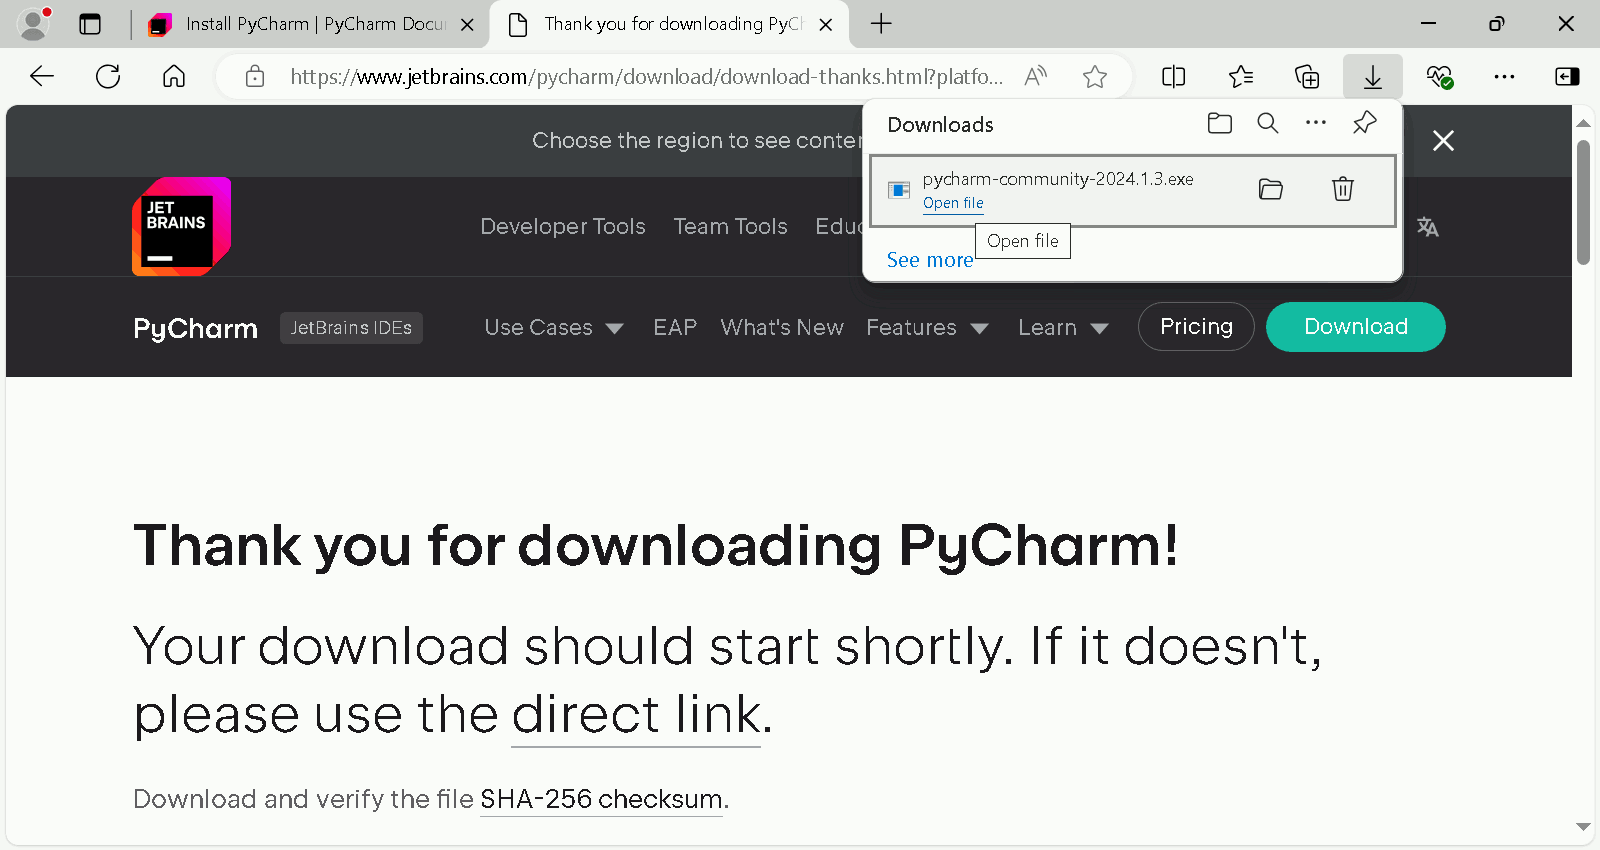 Install PyCharm | PyCharm Docu
Thank you for downloading PyCh
https://www.jetbrains.com/pycharm/download/download-thanks.html?platfo...
Downloads
pycharm-community-2024.1.3.exe
Open file
Open file
See more
Choose the region to see conten
JET
BRAINS
Developer Tools
Team Tools
Educ
PyCharm
JetBrains IDEs
Use Cases
EAP
What's New
Features
Learn
Pricing
Download
Thank you for downloading PyCharm!
Your download should start shortly. If it doesn't,
please use the direct link.
Download and verify the file SHA-256 checksum.